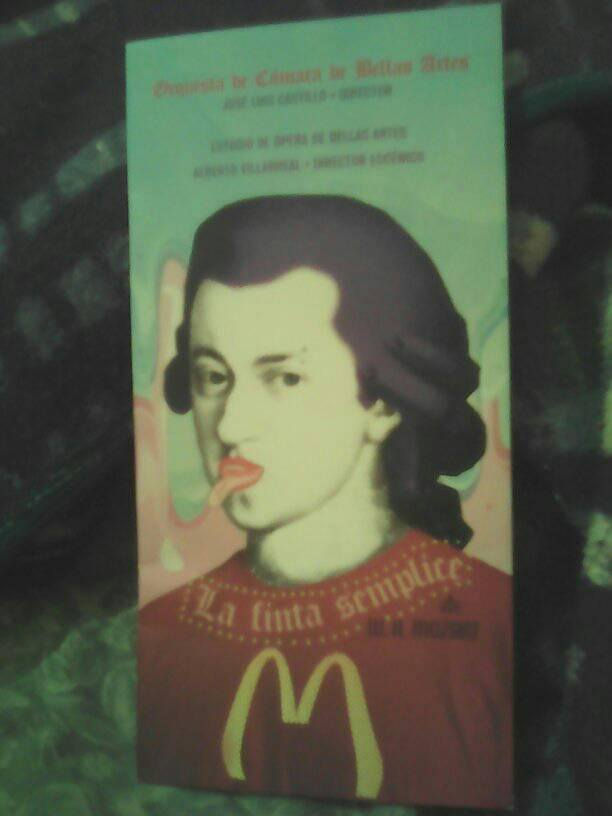 Orquesta de Cámara de Bellas Artes
JOSÉ LUIS CASTILLO • DIRECTOR
ESTUDIO DE ÓPERA DE BELLAS ARTES
ALBERTO VILLARREAL • DIRECTOR ESCÉNICO
La finta semplice
de
W. A. MOZART
M